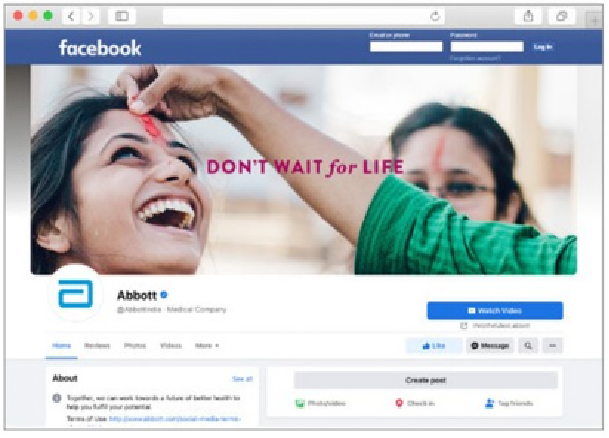 facebook
Email or phone
Password
Log In
Forgotten account?
DON'T WAIT for LIFE
Abbott
@AbbottIndia · Medical Company
Watch Video
Home Reviews Photos Videos More
Like
Message
About
See all
Create post
Together, we can work towards a future of better health to
help you fulfil your potential
Photo/video
Check in
Tag friends
Terms of Use: http://www.abbott.com/social-media-terms-